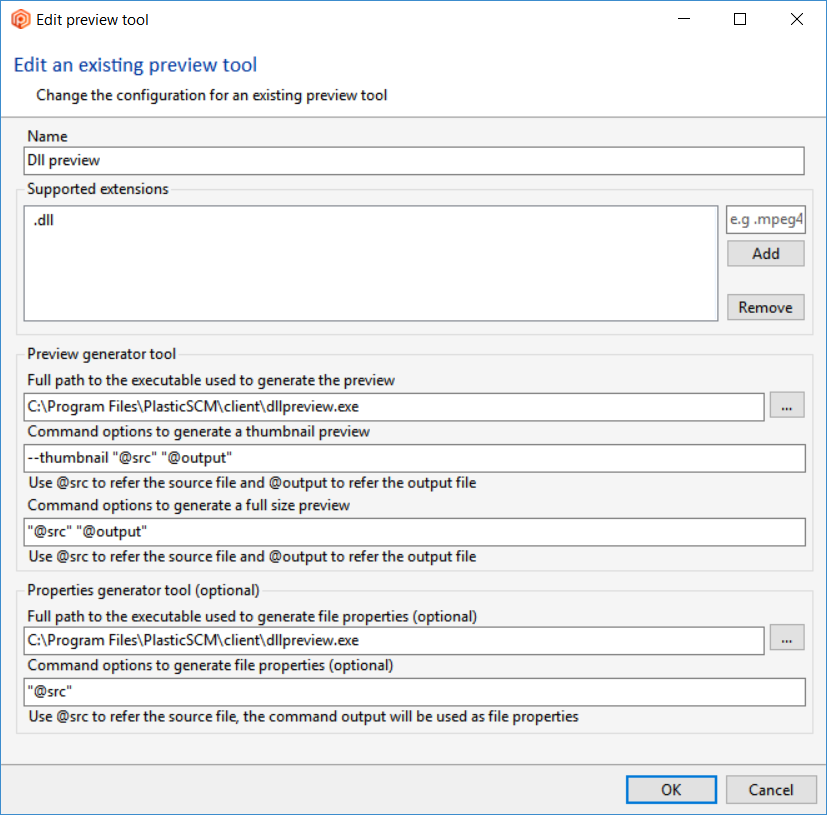 Edit preview tool
Edit an existing preview tool
Change the configuration for an existing preview tool
Name
Dll preview
Supported extensions
.dll
e.g .mpeg4
Add
Remove
Preview generator tool
Full path to the executable used to generate the preview
C:\Program Files\PlasticSCM\client\dllpreview.exe
...
Command options to generate a thumbnail preview
--thumbnail "@src" "@output"
Use @src to refer the source file and @output to refer the output file
Command options to generate a full size preview
"@src" "@output"
Use @src to refer the source file and @output to refer the output file
Properties generator tool (optional)
Full path to the executable used to generate file properties (optional)
C:\Program Files\PlasticSCM\client\dllpreview.exe
...
Command options to generate file properties (optional)
"@src"
Use @src to refer the source file, the command output will be used as file properties
OK
Cancel